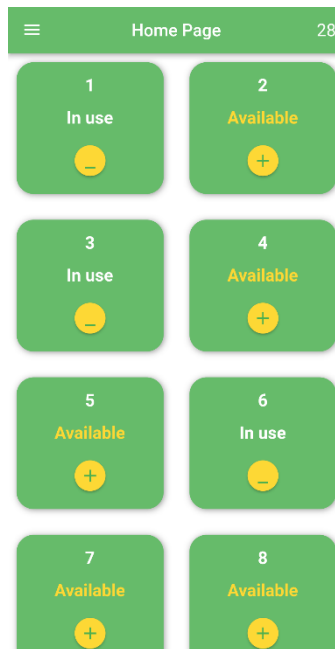 Home Page 28
1 2
In use Available
_ +
3 4
In use Available
_ +
5 6
Available In use
+ _
7 8
Available Available
+ +